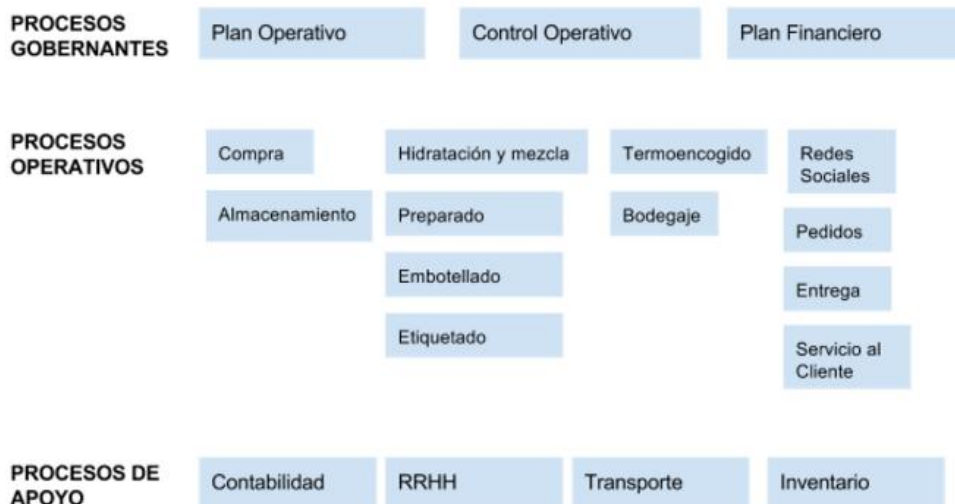 PROCESOS
GOBERNANTES
Plan Operativo
Control Operativo
Plan Financiero
PROCESOS
OPERATIVOS
Compra
Almacenamiento
Hidratación y mezcla
Preparado
Embotellado
Etiquetado
Termoencogido
Bodegaje
Redes
Sociales
Pedidos
Entrega
Servicio al
Cliente
PROCESOS DE
APOYO
Contabilidad
RRHH
Transporte
Inventario